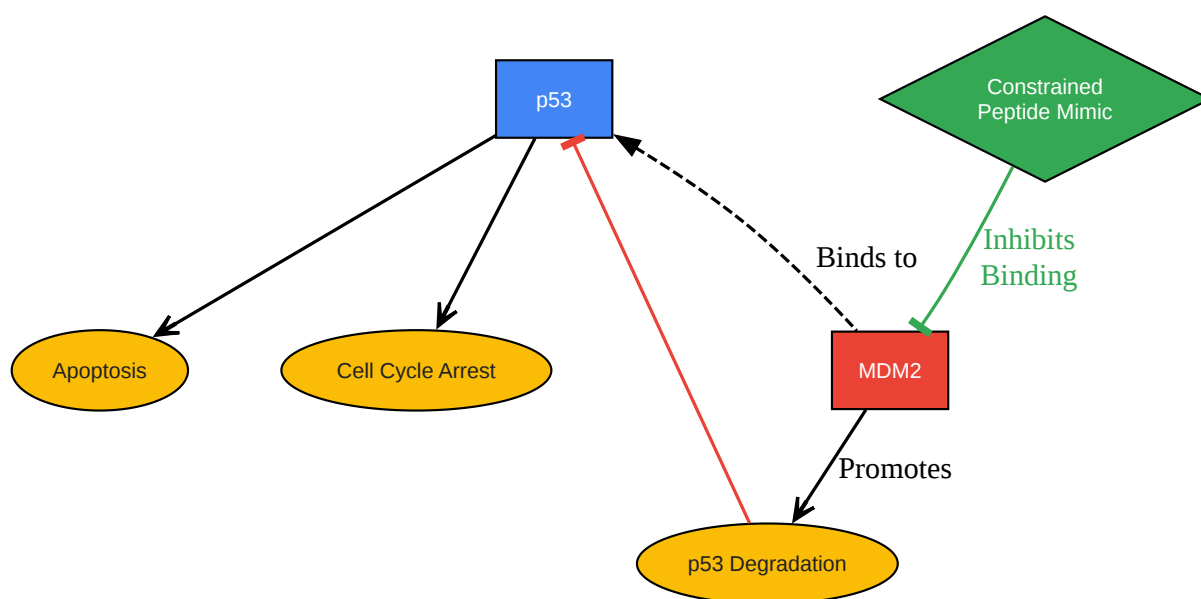 p53
Constrained
Peptide Mimic
Binds to
Inhibits
Binding
Apoptosis
Cell Cycle Arrest
MDM2
Promotes
p53 Degradation